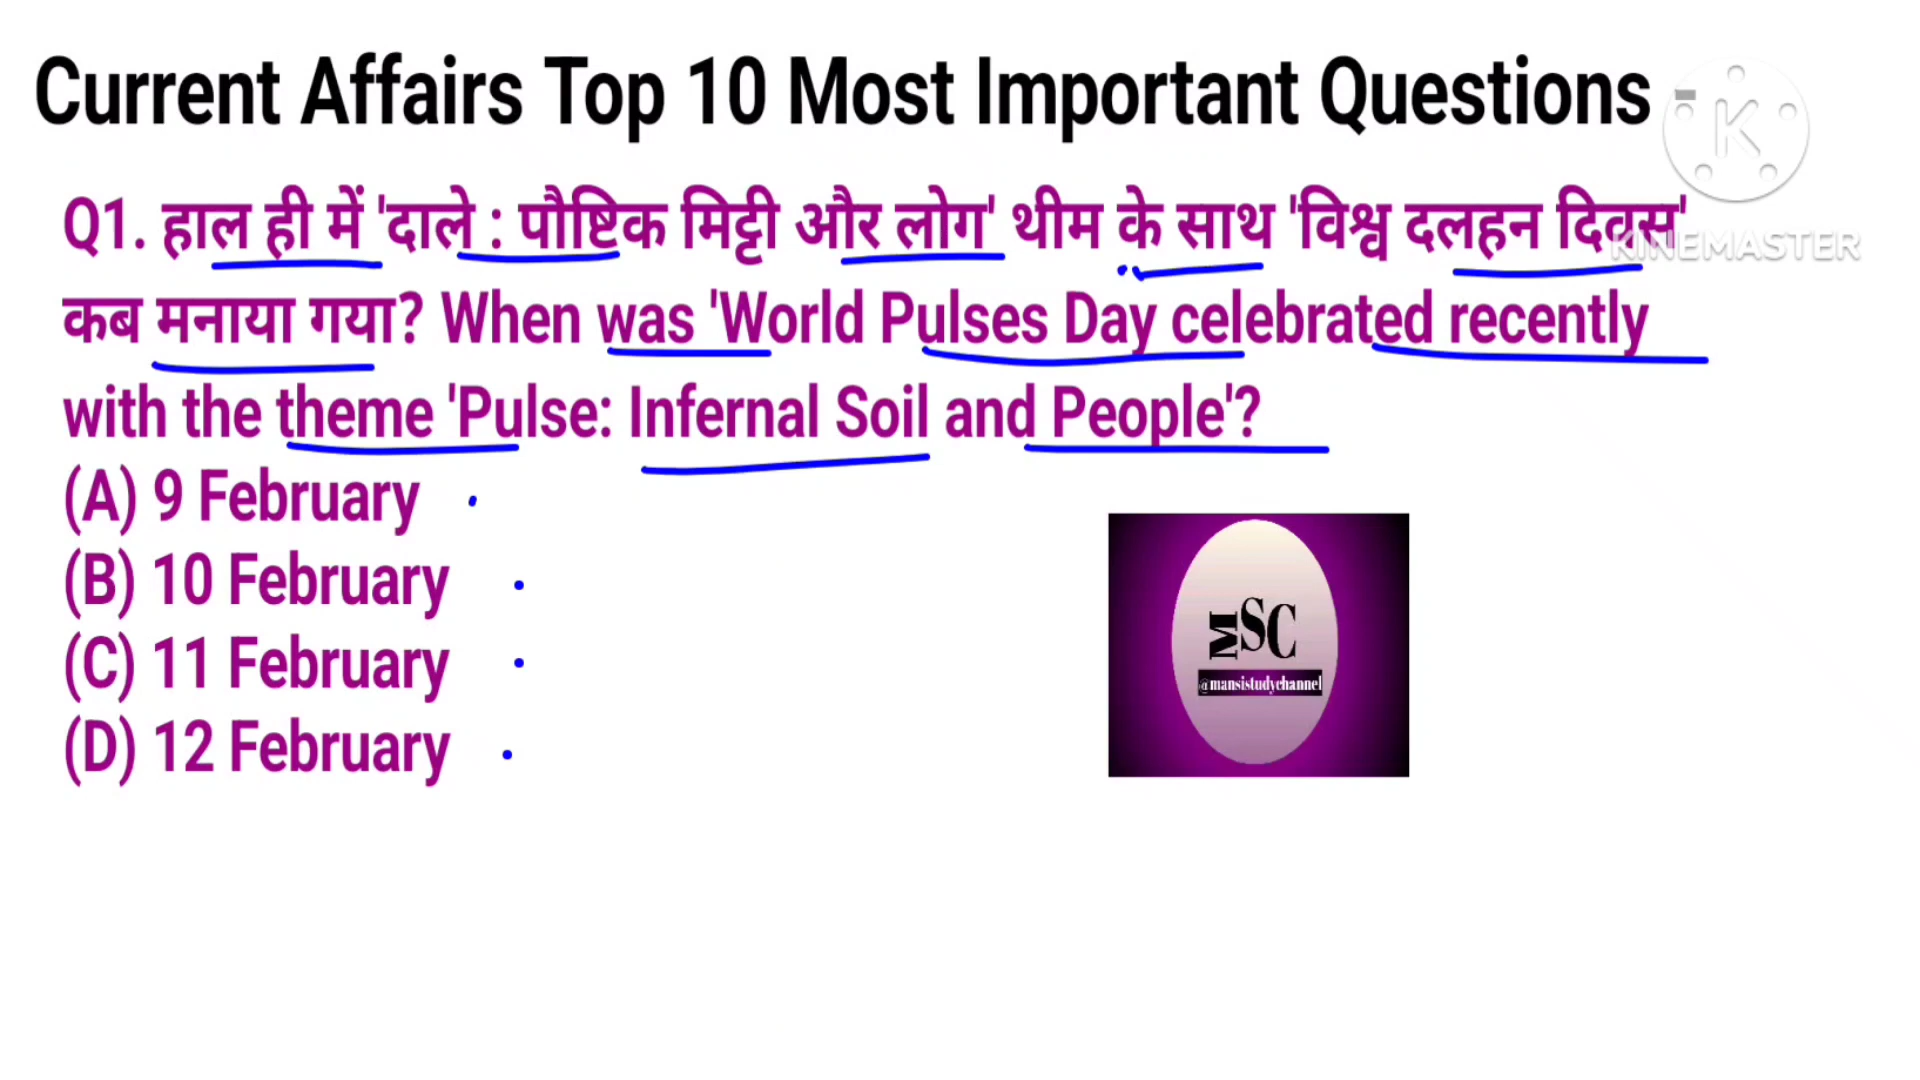 Current Affairs Top 10 Most Important Questions -
Q1. हाल ही में 'दाले : पौष्टिक मिट्टी और लोग' थीम के साथ 'विश्व दलहन दिवस'
KINEMASTER
कब मनाया गया? When was 'World Pulses Day celebrated recently
with the theme 'Pulse: Infernal Soil and People'?
(A) 9 February
(B) 10 February
(C) 11 February
(D) 12 February
MSC
@mansistudychannel